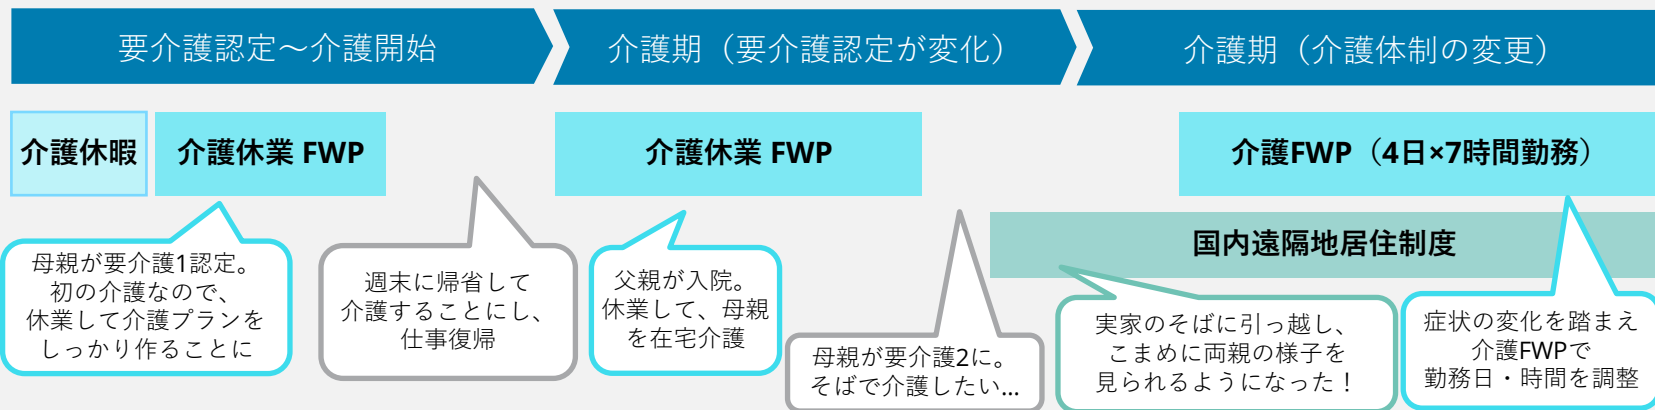 要介護認定～介護開始
介護期（要介護認定が変化）
介護期（介護体制の変更）
介護休暇
介護休業 FWP
介護休業 FWP
介護FWP（4日×7時間勤務）
国内遠隔地居住制度
母親が要介護1認定。
初の介護なので、
休業して介護プランを
しっかり作ることに
週末に帰省して
介護することにし、
仕事復帰
父親が入院。
休業して、母親
を在宅介護
母親が要介護2に。
そばで介護したい...
実家のそばに引っ越し、
こまめに両親の様子を
見られるようになった！
症状の変化を踏まえ
介護FWPで
勤務日・時間を調整